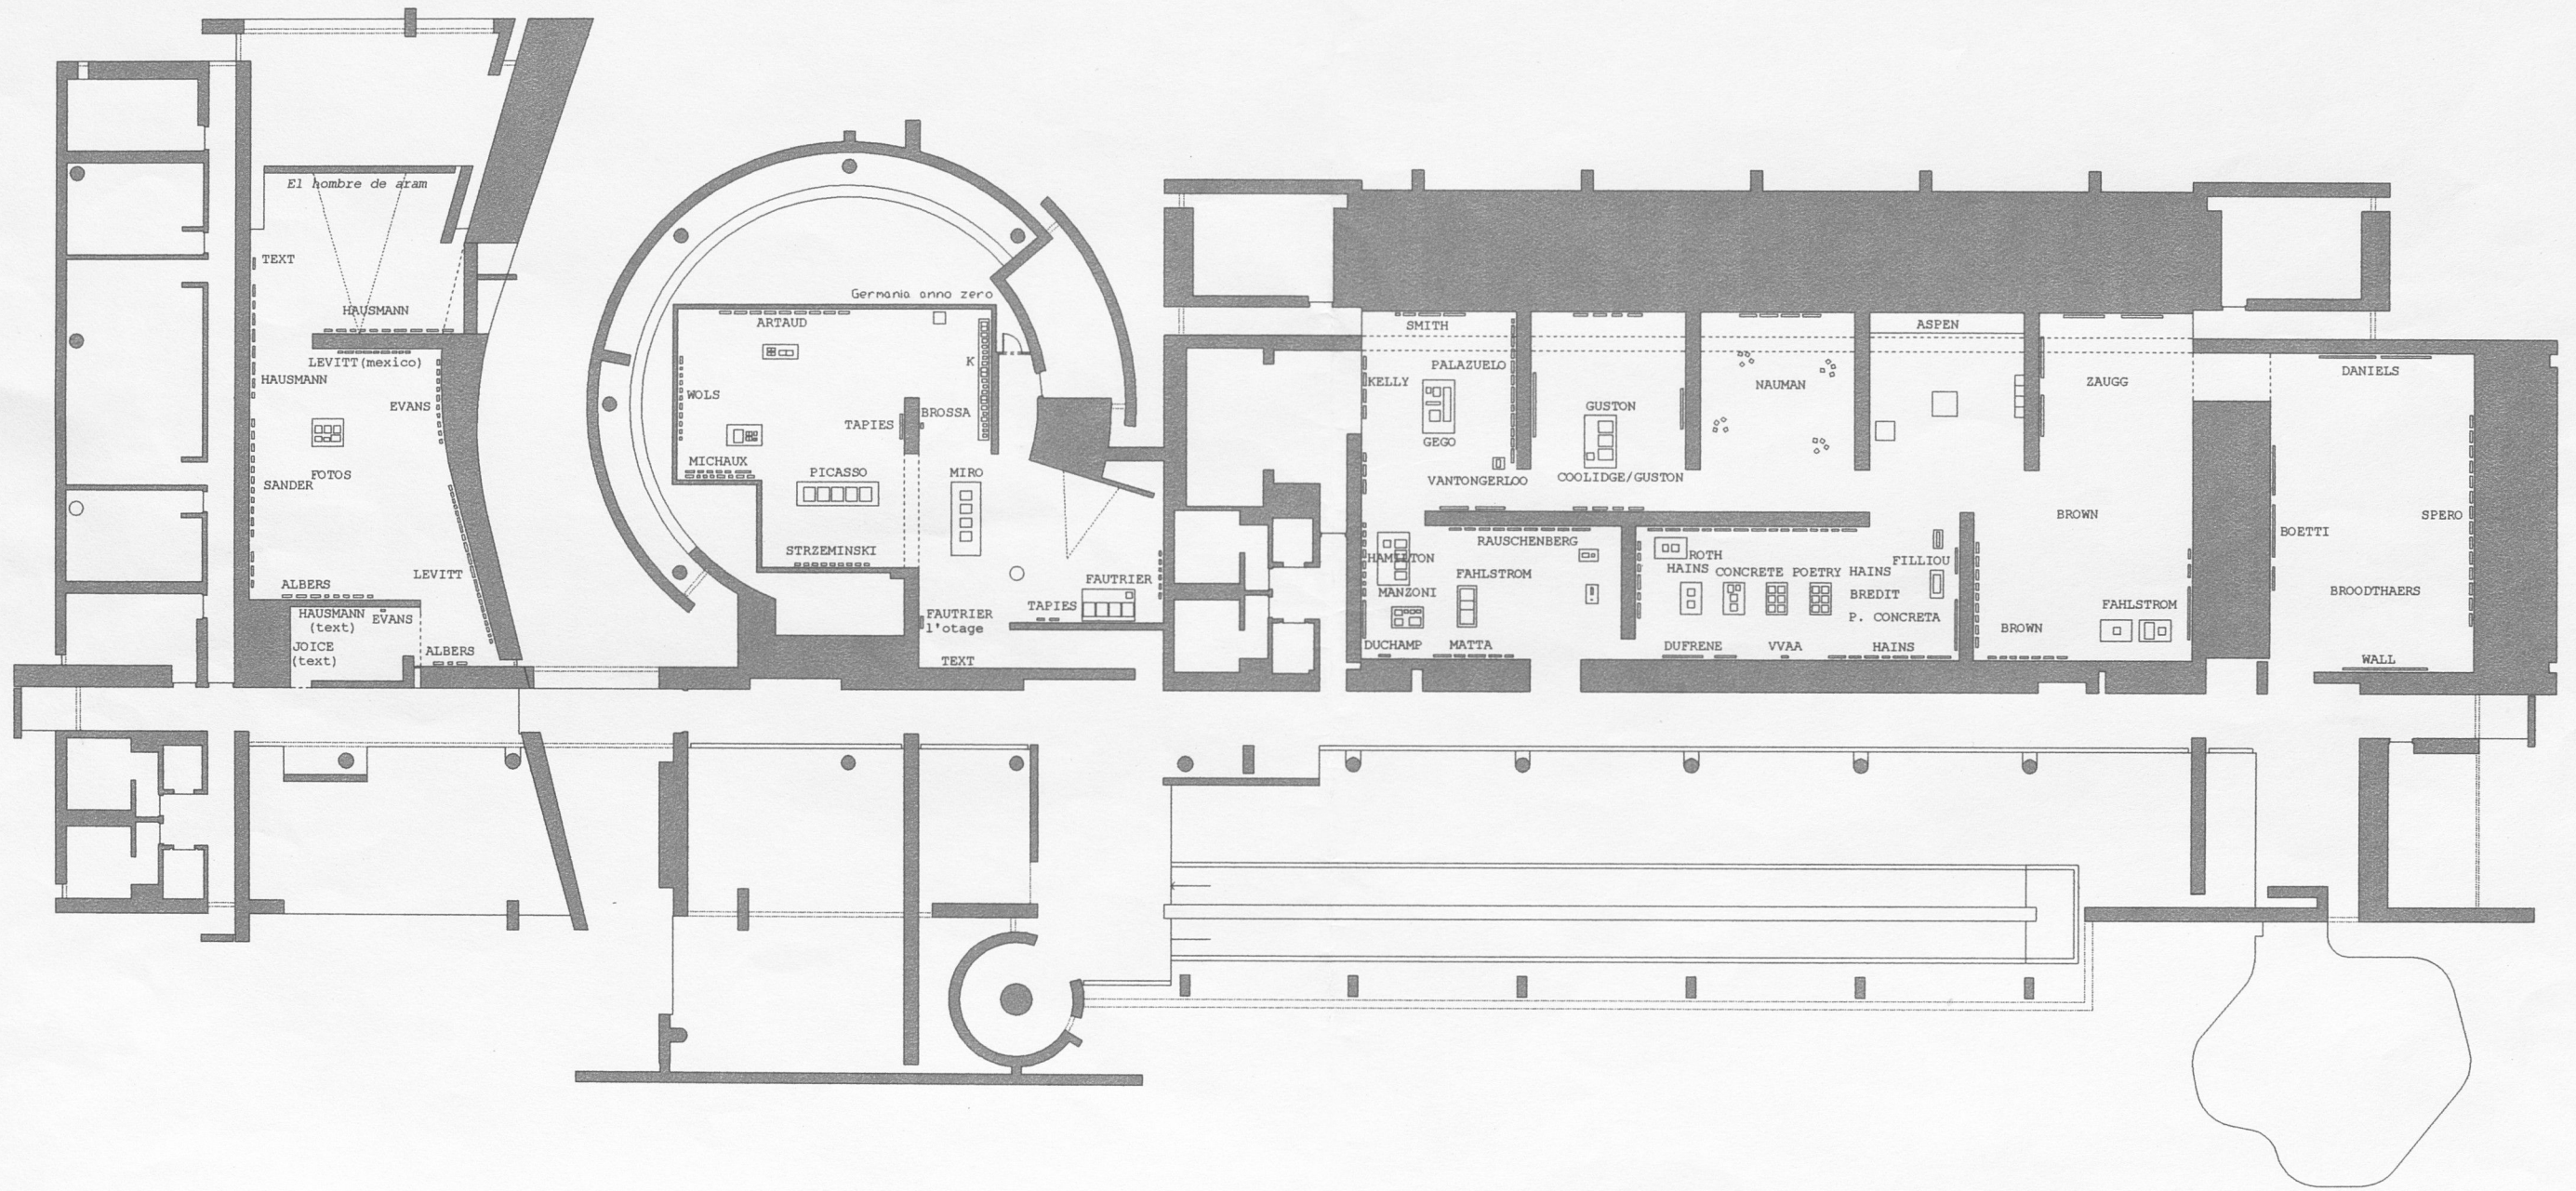 El hombre de aram
TEXT
HAUSMANN
LEVITT(mexico)
HAUSMANN
EVANS
FOTOS
SANDER
LEVITT
ALBERS
HAUSMANN
(text)
EVANS
JOICE
(text)
ALBERS
Germania anno zero
ARTAUD
K
WOLS
TAPIES
BROSSA
MICHAUX
PICASSO
MIRO
STRZEMINSKI
FAUTRIER
TAPIES
FAUTRIER
l'otage
TEXT
SMITH
PALAZUELO
KELLY
GEGO
VANTONGERLOO
GUSTON
COOLIDGE/GUSTON
NAUMAN
ASPEN
ZAUGG
BROWN
HAMILTON
MANZONI
DUCHAMP
MATTA
RAUSCHENBERG
FAHLSTROM
ROTH
HAINS
CONCRETE POETRY
HAINS
FILLIOU
BREDIT
P. CONCRETA
DUFRENE
VVAA
HAINS
BROWN
FAHLSTROM
DANIELS
BOETTI
SPERO
BROODTHAERS
WALL